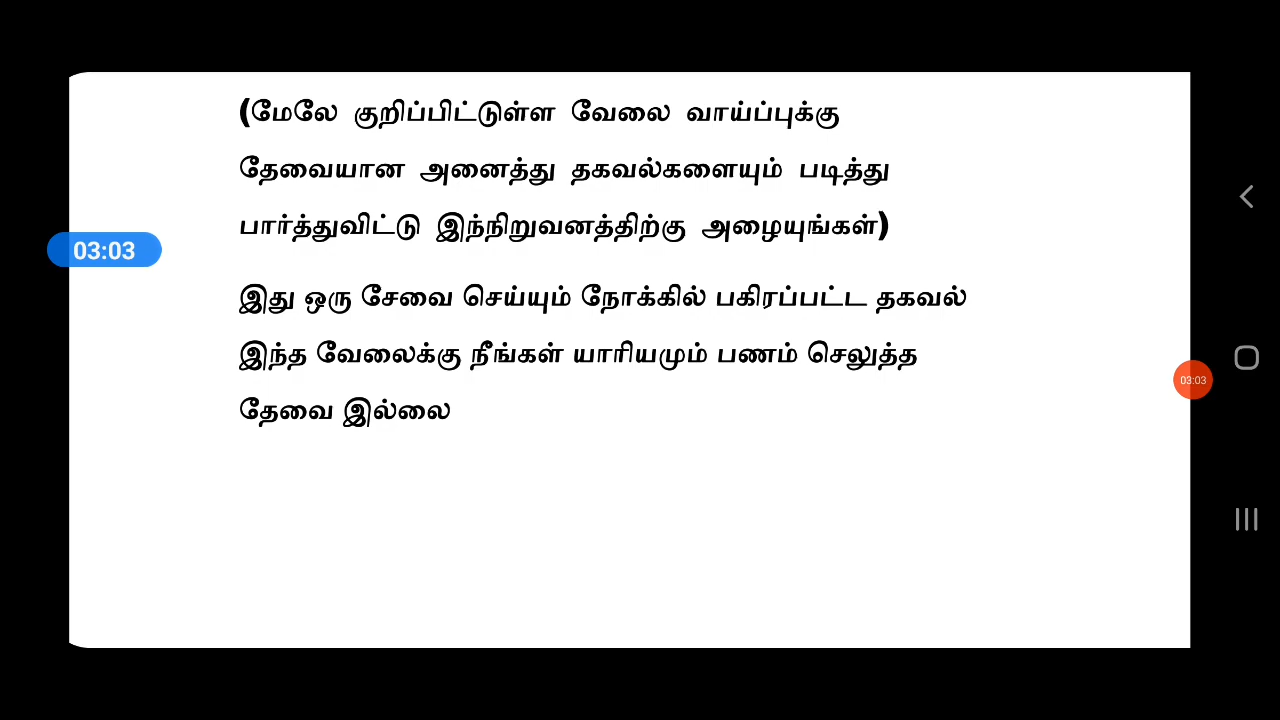 (மேலே குறிப்பிட்டுள்ள வேலை வாய்ப்புக்கு
தேவையான அனைத்து தகவல்களையும் படித்து
பார்த்துவிட்டு இந்நிறுவனத்திற்கு அழையுங்கள்)
03:03
இது ஒரு சேவை செய்யும் நோக்கில் பகிரப்பட்ட தகவல்
இந்த வேலைக்கு நீங்கள் யாரியமும் பணம் செலுத்த
03:03
தேவை இல்லை